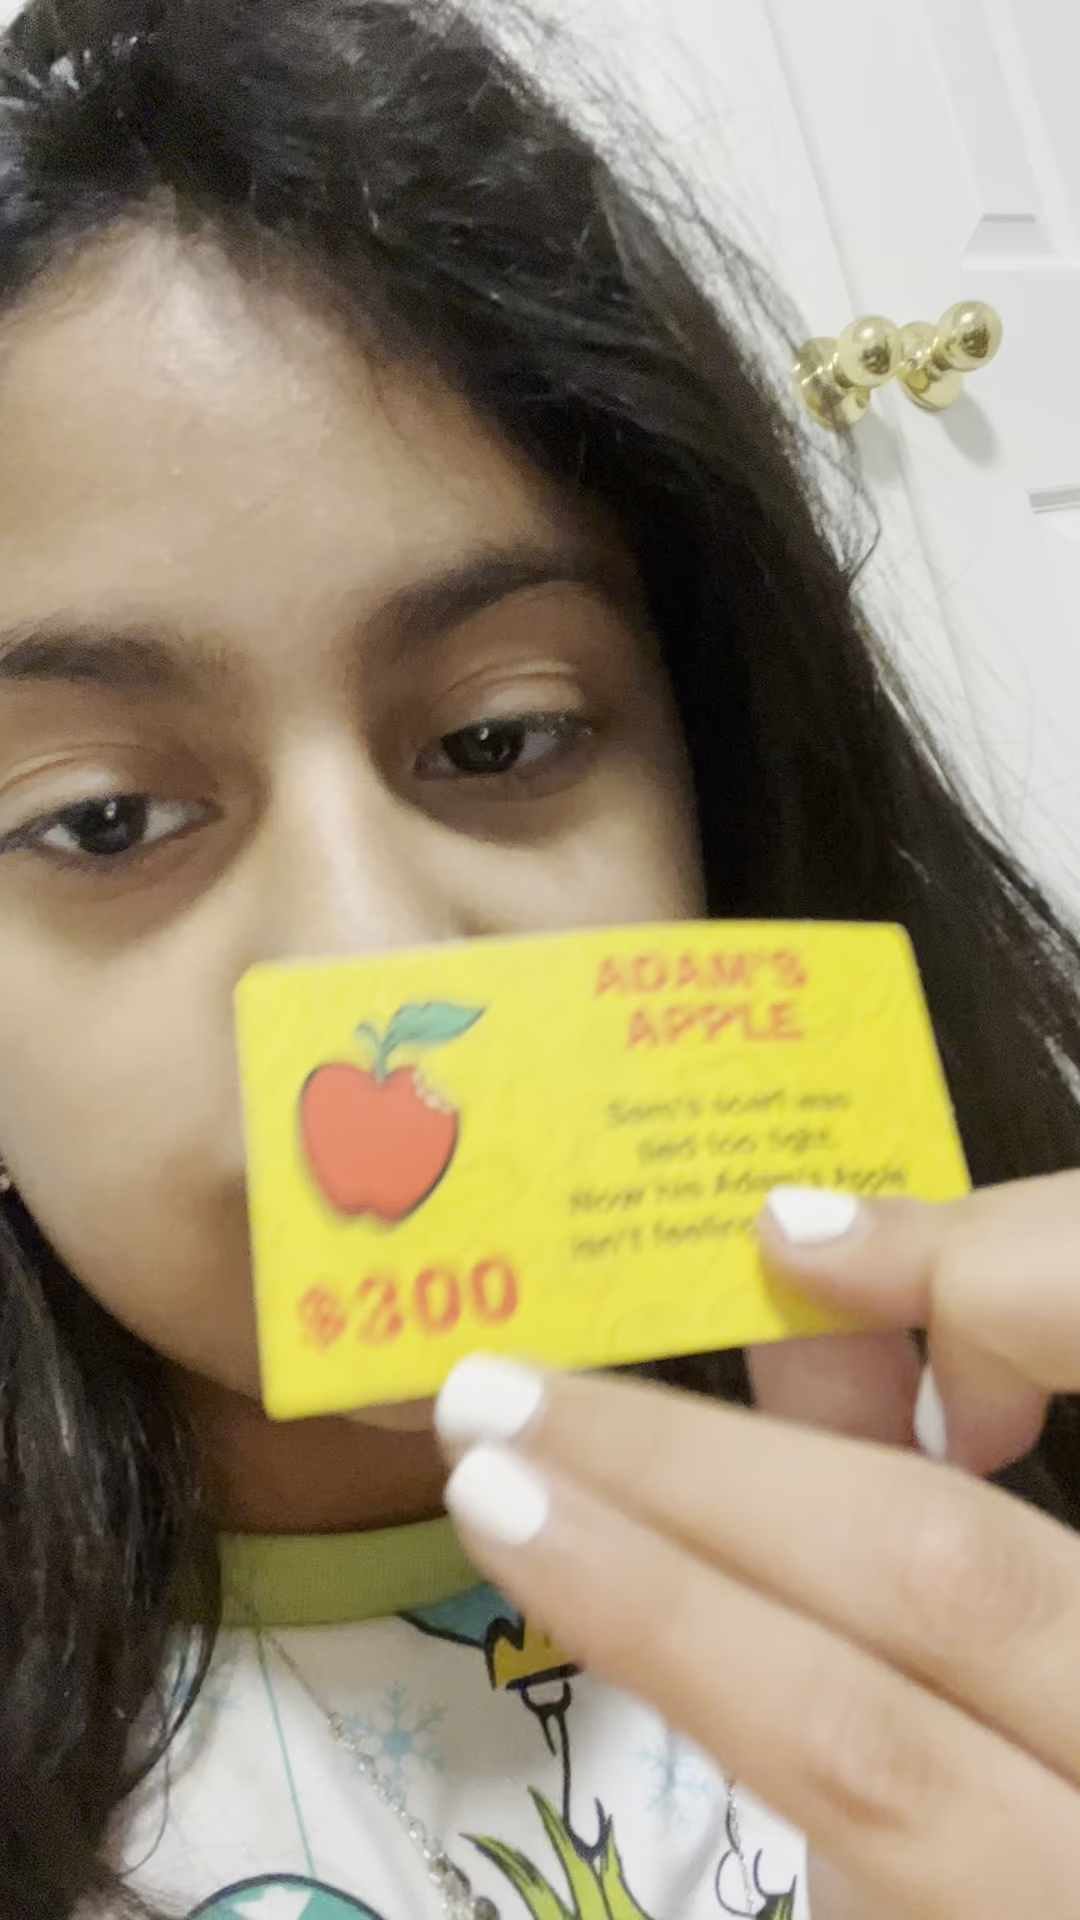 ADAM'S
APPLE
Sam's scarf was
tied too tight.
Now his Adam's Apple
isn't feeling
$200